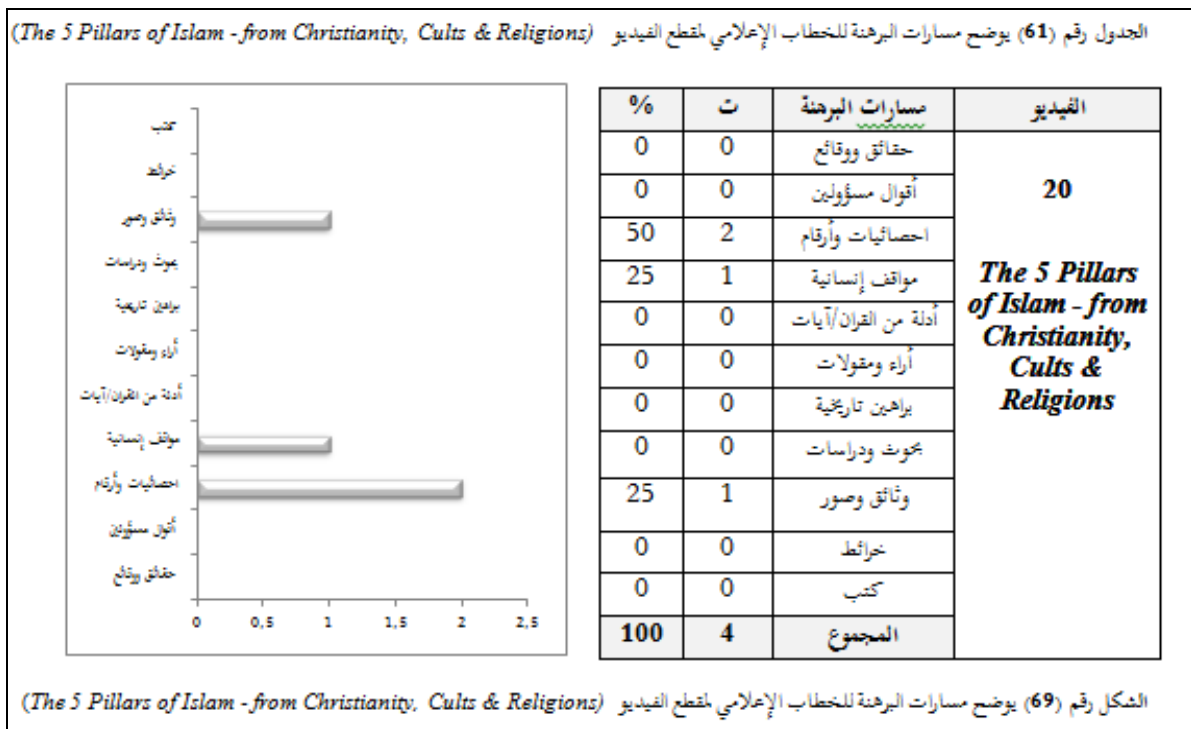 الجدول رقم (61) يوضح مسارات البرهنة للخطاب الإعلامي لمقطع الفيديو (The 5 Pillars of Islam - from Christianity, Cults & Religions)
الفيديو مسارات البرهنة ت %
حقائق ووقائع 0 0
أقوال مسؤولين 0 0
احصائيات وأرقام 2 50
مواقف إنسانية 1 25
أدلة من القران/آيات 0 0
أراء ومقولات 0 0
براهين تاريخية 0 0
بحوث ودراسات 0 0
وثائق وصور 1 25
خرائط 0 0
كتب 0 0
المجموع 4 100
20
The 5 Pillars
of Islam - from
Christianity,
Cults &
Religions
كتب
خرائط
وثائق وصور
بحوث ودراسات
براهين تاريخية
أراء ومقولات
أدلة من القران/آيات
مواقف إنسانية
احصائيات وأرقام
أقوال مسؤولين
حقائق ووقائع
0 0,5 1 1,5 2 2,5
الشكل رقم (69) يوضح مسارات البرهنة للخطاب الإعلامي لمقطع الفيديو (The 5 Pillars of Islam - from Christianity, Cults & Religions)